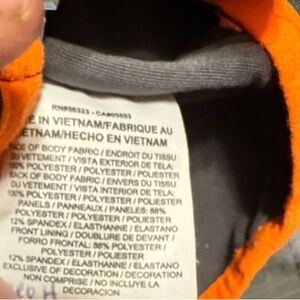 RN#56323 - CA#05553
E IN VIETNAM/FABRIQUE AU
ETNAM/HECHO EN VIETNAM
FACE OF BODY FABRIC / ENDROIT DU TISSU
DU VETEMENT / VISTA EXTERIOR DE TELA:
100% POLYESTER / POLYESTER / POLIESTER
BACK OF BODY FABRIC / ENVERS DU TISSU
DU VETEMENT / VISTA INTERIOR DE TELA:
100% POLYESTER / POLYESTER / POLIESTER
PANELS / PANNEAUX / PANELES: 88%
POLYESTER / POLYESTER / POLIESTER
12% SPANDEX / ELASTHANNE / ELASTANO
FRONT LINING / DOUBLURE DE DEVANT /
FORRO FRONTAL: 88% POLYESTER /
POLYESTER / POLIESTER
12% SPANDEX / ELASTHANNE / ELASTANO
EXCLUSIVE OF DECORATION / DECORATION
NON INCLUSE / NO INCLUYE LA
DECORACION